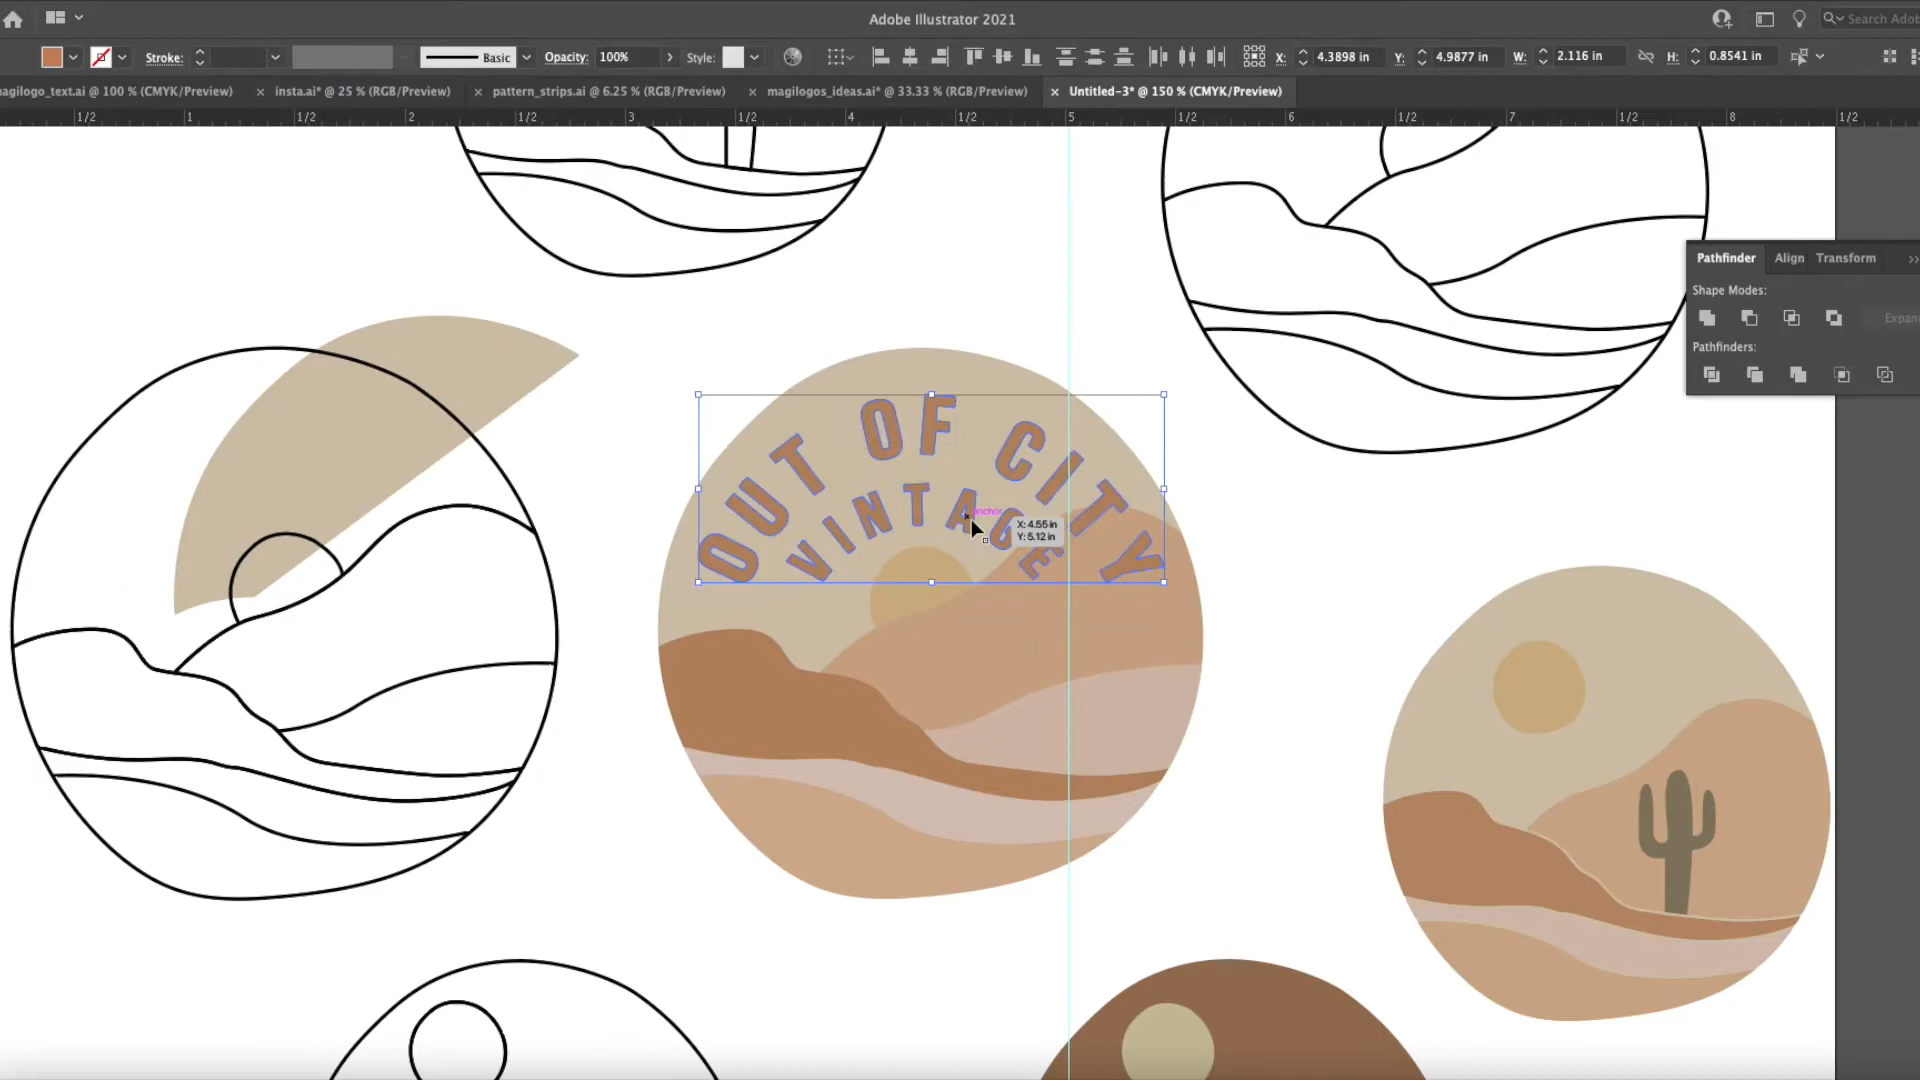 Adobe Illustrator 2021
Search Adob
Stroke:
Basic
Opacity: 100%
Style:
X: 4.3898 in
Y: 4.9877 in
W: 2.116 in
H: 0.8541 in
magilogo_text.ai @ 100 % (CMYK/Preview)
× insta.ai* @ 25 % (RGB/Preview)
× pattern_strips.ai @ 6.25 % (RGB/Preview)
× magilogos_ideas.ai* @ 33.33 % (RGB/Preview)
× Untitled-3* @ 150 % (CMYK/Preview)
1/2 1 1/2 2 1/2 3 1/2 4 1/2 5 1/2 6 1/2 7 1/2 8 1/2
Pathfinder Align Transform
Shape Modes:
Expan
Pathfinders:
OUT OF CITY
VINTAGE
anchor
X: 4.55 in
Y: 5.12 in